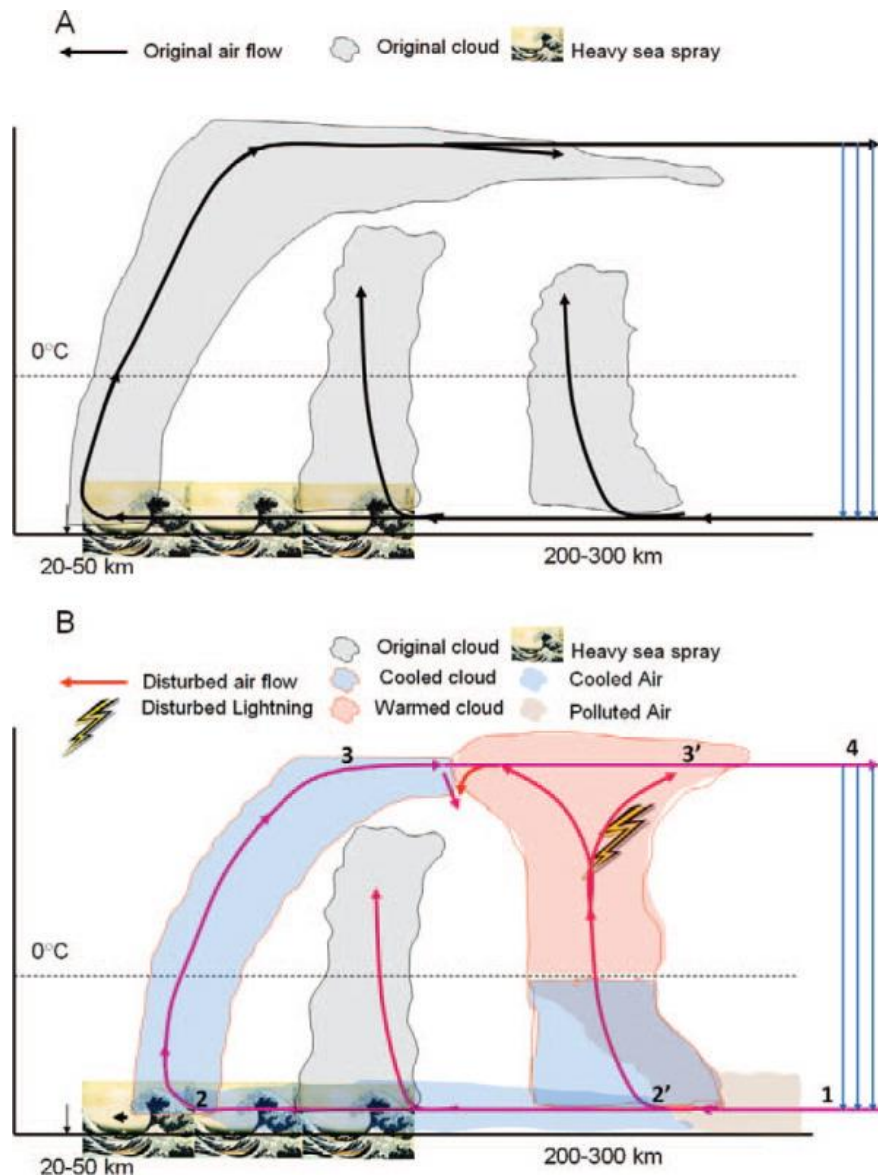 A
Original air flow
Original cloud
Heavy sea spray
0°C
20-50 km
200-300 km
B
Original cloud
Heavy sea spray
Disturbed air flow
Cooled cloud
Cooled Air
Disturbed Lightning
Warmed cloud
Polluted Air
3
3'
4
0°C
2
2'
1
20-50 km
200-300 km